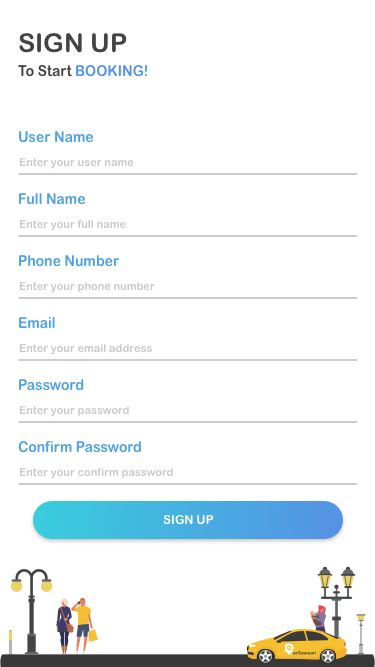 SIGN UP
To Start BOOKING!
User Name
Enter your user name
Full Name
Enter your full name
Phone Number
Enter your phone number
Email
Enter your email address
Password
Enter your password
Confirm Password
Enter your confirm password
SIGN UP